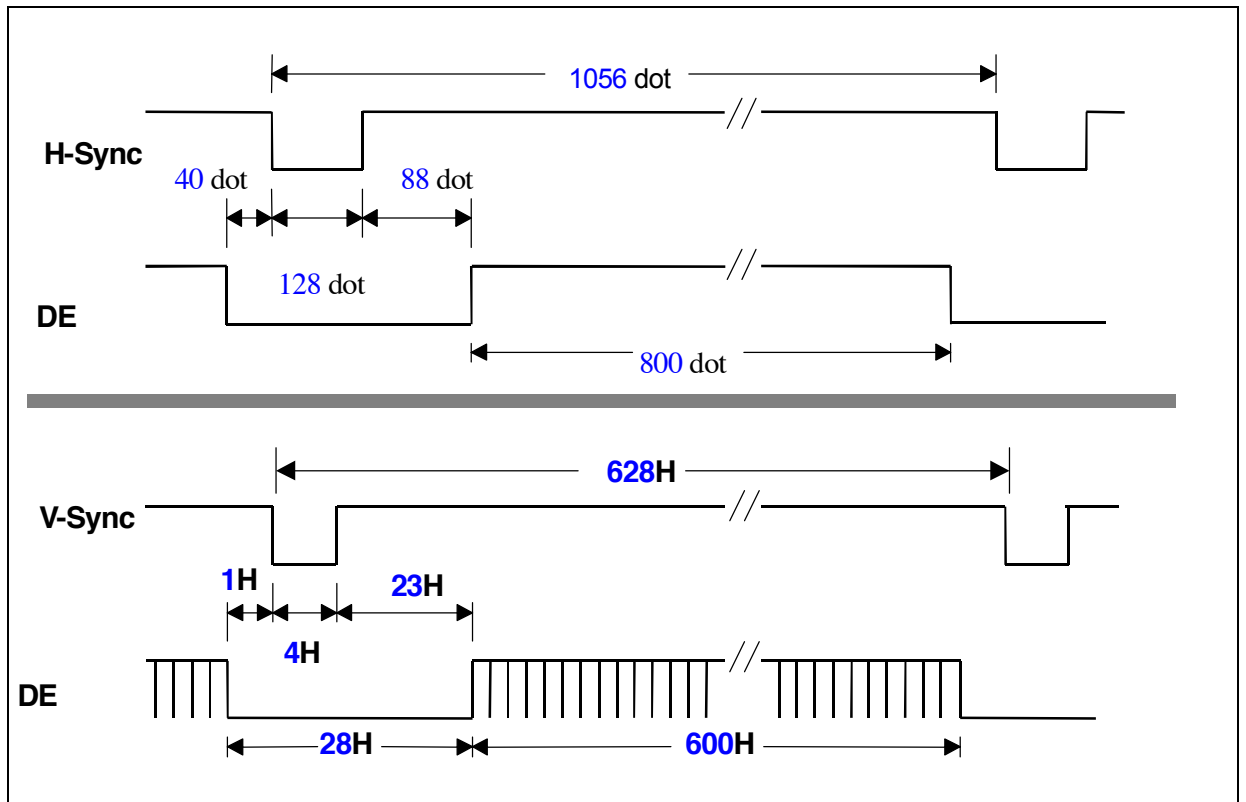 1056 dot
H-Sync
40 dot
88 dot
128 dot
DE
800 dot
628H
V-Sync
1H
23H
4H
DE
28H
600H